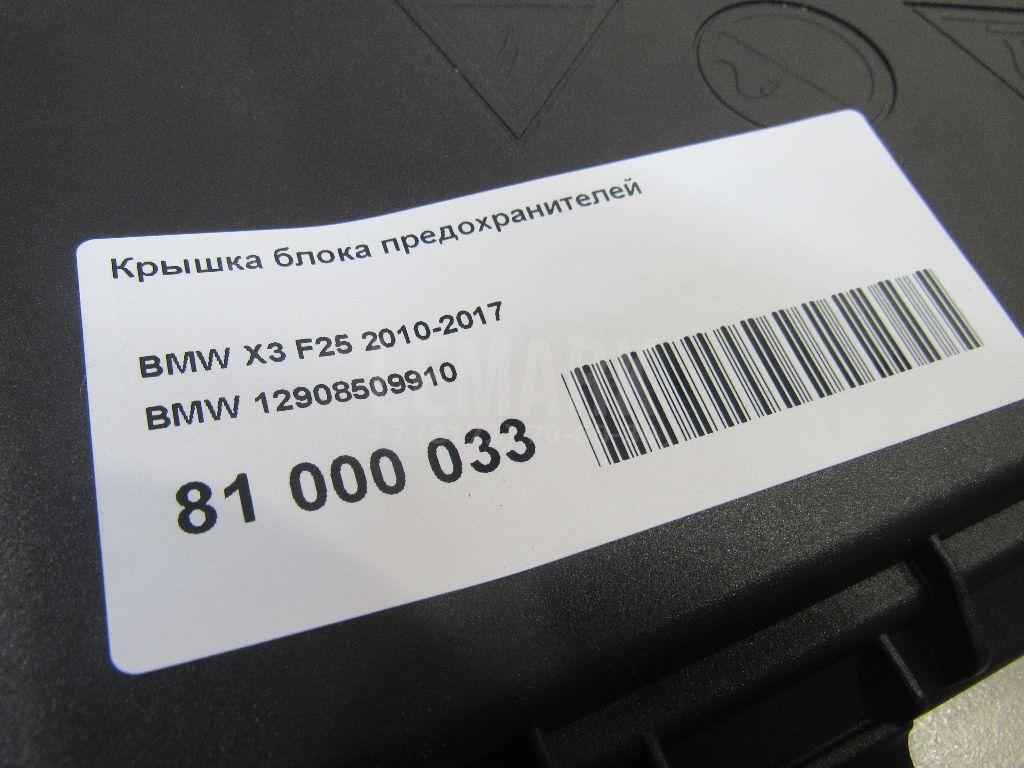 Крышка блока предохранителей
BMW X3 F25 2010-2017
BMW 12908509910
81 000 033